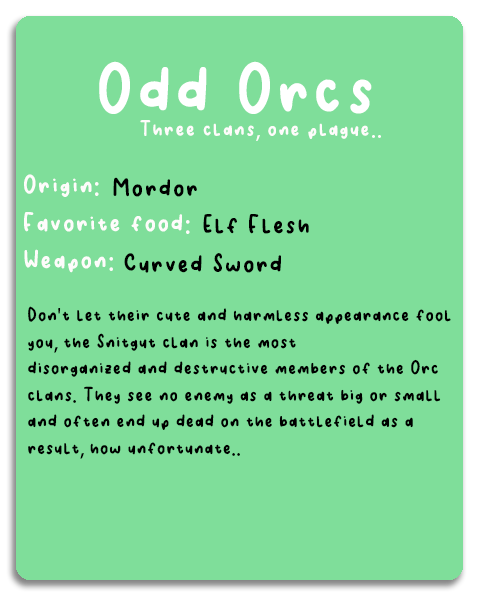 Odd Orcs
Three clans, one plague..
Origin: Mordor
Favorite food: Elf Flesh
Weapon: Curved Sword
Don't let their cute and harmless appearance fool
you, the Snitgut clan is the most
disorganized and destructive members of the Orc
clans. They see no enemy as a threat big or small
and often end up dead on the battlefield as a
result, how unfortunate..